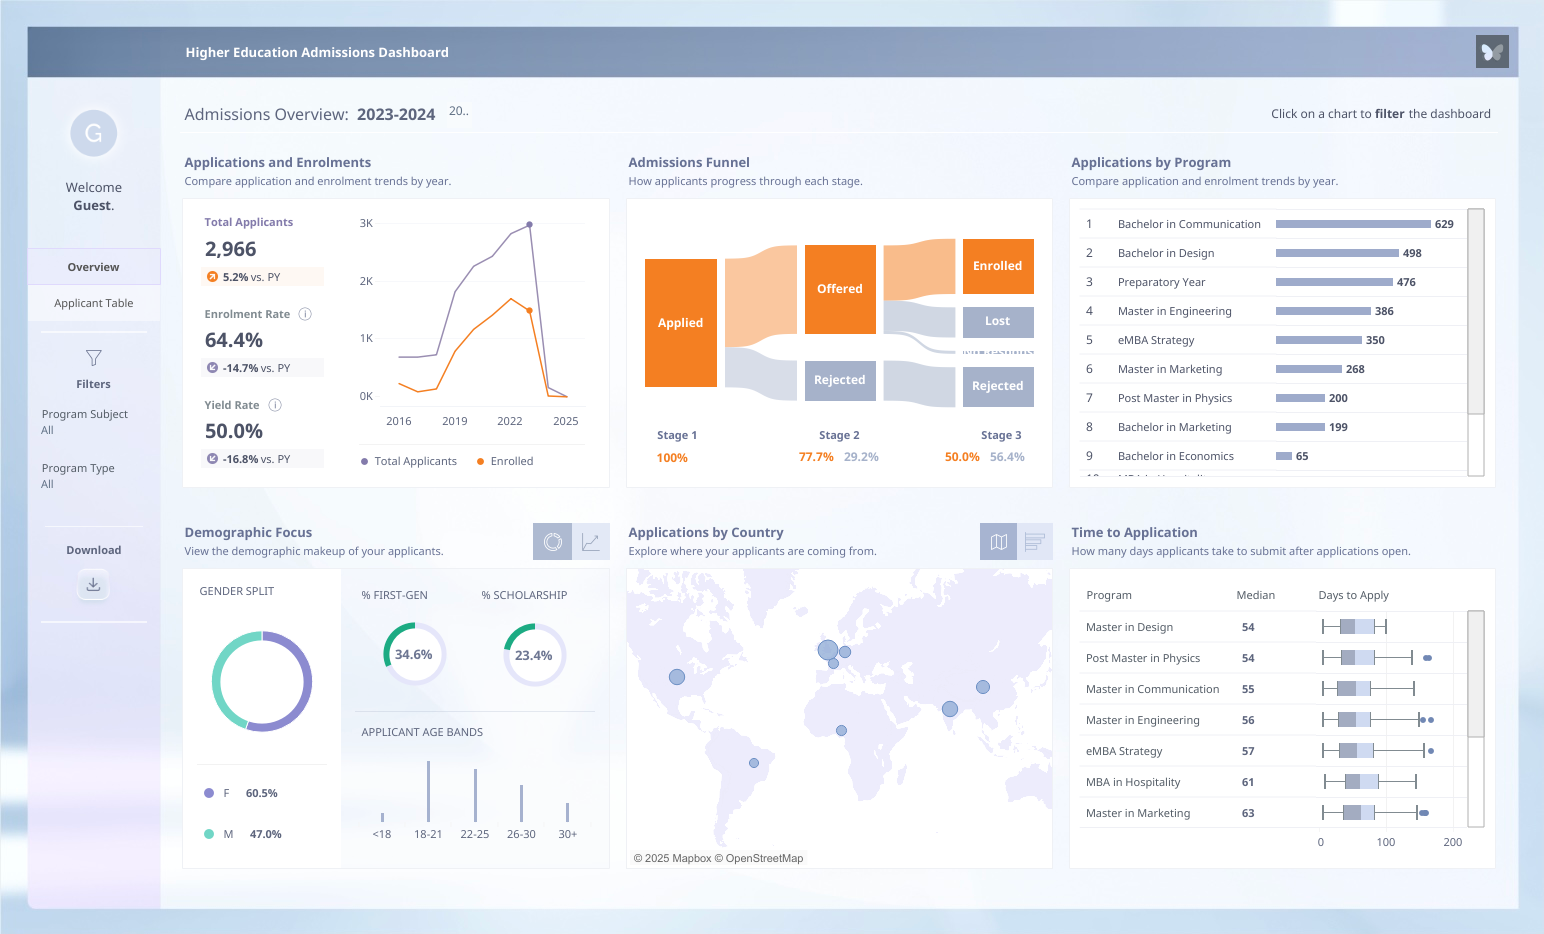 Higher Education Admissions Dashboard
Admissions Overview: 2023-2024 20..
Click on a chart to filter the dashboard
G
Welcome
Guest.
Overview
Applicant Table
Filters
Program Subject
All
Program Type
All
Download
Applications and Enrolments
Compare application and enrolment trends by year.
Total Applicants
2,966
5.2% vs. PY
Enrolment Rate
64.4%
-14.7% vs. PY
Yield Rate
50.0%
-16.8% vs. PY
3K
2K
1K
0K
2016 2019 2022 2025
Total Applicants Enrolled
Admissions Funnel
How applicants progress through each stage.
Applied
Offered
Rejected
Enrolled
Lost
Rejected
Stage 1 Stage 2 Stage 3
100% 77.7% 29.2% 50.0% 56.4%
Applications by Program
Compare application and enrolment trends by year.
1 Bachelor in Communication 629
2 Bachelor in Design 498
3 Preparatory Year 476
4 Master in Engineering 386
5 eMBA Strategy 350
6 Master in Marketing 268
7 Post Master in Physics 200
8 Bachelor in Marketing 199
9 Bachelor in Economics 65
Demographic Focus
View the demographic makeup of your applicants.
GENDER SPLIT
F 60.5%
M 47.0%
% FIRST-GEN % SCHOLARSHIP
34.6% 23.4%
APPLICANT AGE BANDS
<18 18-21 22-25 26-30 30+
Applications by Country
Explore where your applicants are coming from.
© 2025 Mapbox © OpenStreetMap
Time to Application
How many days applicants take to submit after applications open.
Program Median Days to Apply
Master in Design 54
Post Master in Physics 54
Master in Communication 55
Master in Engineering 56
eMBA Strategy 57
MBA in Hospitality 61
Master in Marketing 63
0 100 200